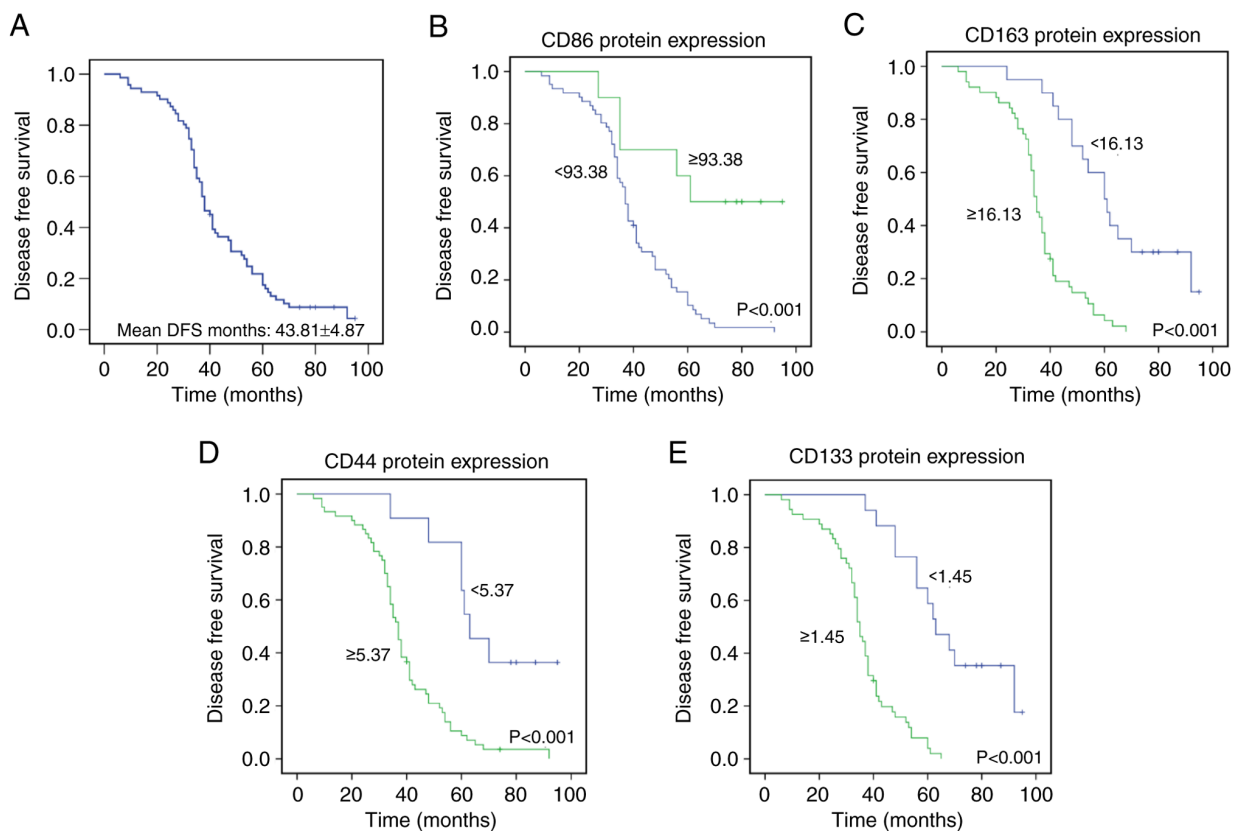 A
1.0
0.8
0.6
0.4
0.2
0.0
Disease free survival
Mean DFS months: 43.81±4.87
0 20 40 60 80 100
Time (months)
B
CD86 protein expression
1.0
0.8
0.6
0.4
0.2
0.0
Disease free survival
≥93.38
<93.38
P<0.001
0 20 40 60 80 100
Time (months)
C
CD163 protein expression
1.0
0.8
0.6
0.4
0.2
0.0
Disease free survival
<16.13
≥16.13
P<0.001
0 20 40 60 80 100
Time (months)
D
CD44 protein expression
1.0
0.8
0.6
0.4
0.2
0.0
Disease free survival
<5.37
≥5.37
P<0.001
0 20 40 60 80 100
Time (months)
E
CD133 protein expression
1.0
0.8
0.6
0.4
0.2
0.0
Disease free survival
<1.45
≥1.45
P<0.001
0 20 40 60 80 100
Time (months)